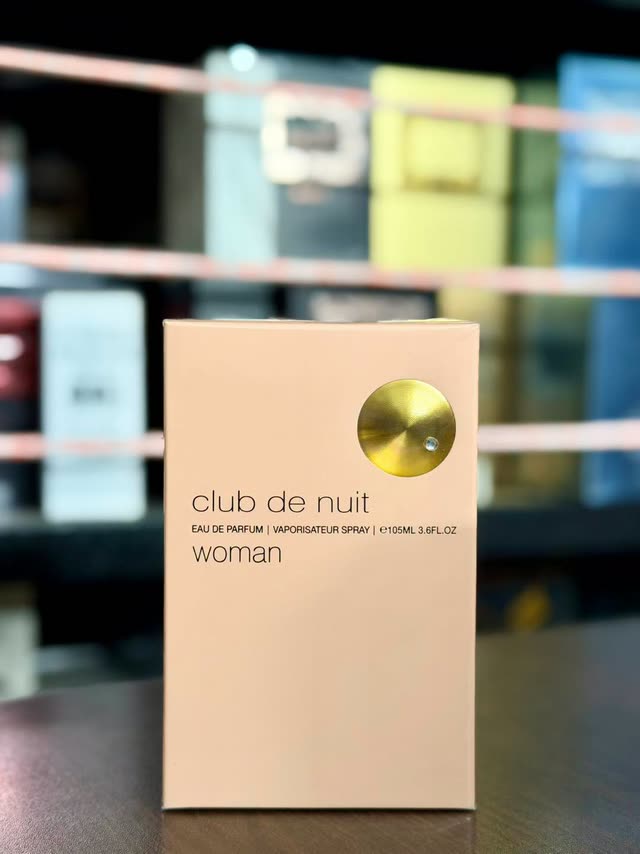 club de nuit
EAU DE PARFUM | VAPORISATEUR SPRAY | ℮105ML 3.6FL.OZ
woman